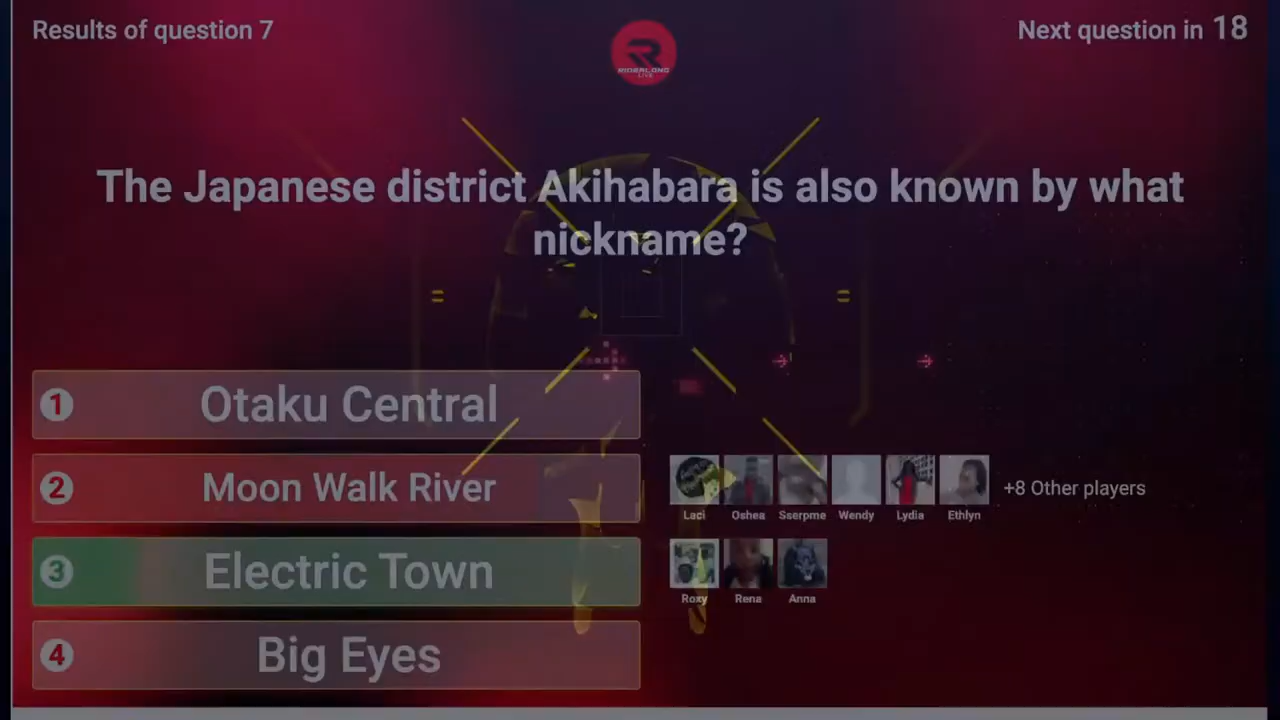 Results of question 7
Next question in 18
R
RIDBALONG
LIVE
The Japanese district Akihabara is also known by what
nickname?
1 Otaku Central
2 Moon Walk River
Laci Oshea Sserpme Wendy Lydia Ethlyn
+8 Other players
3 Electric Town
Roxy Rena Anna
4 Big Eyes